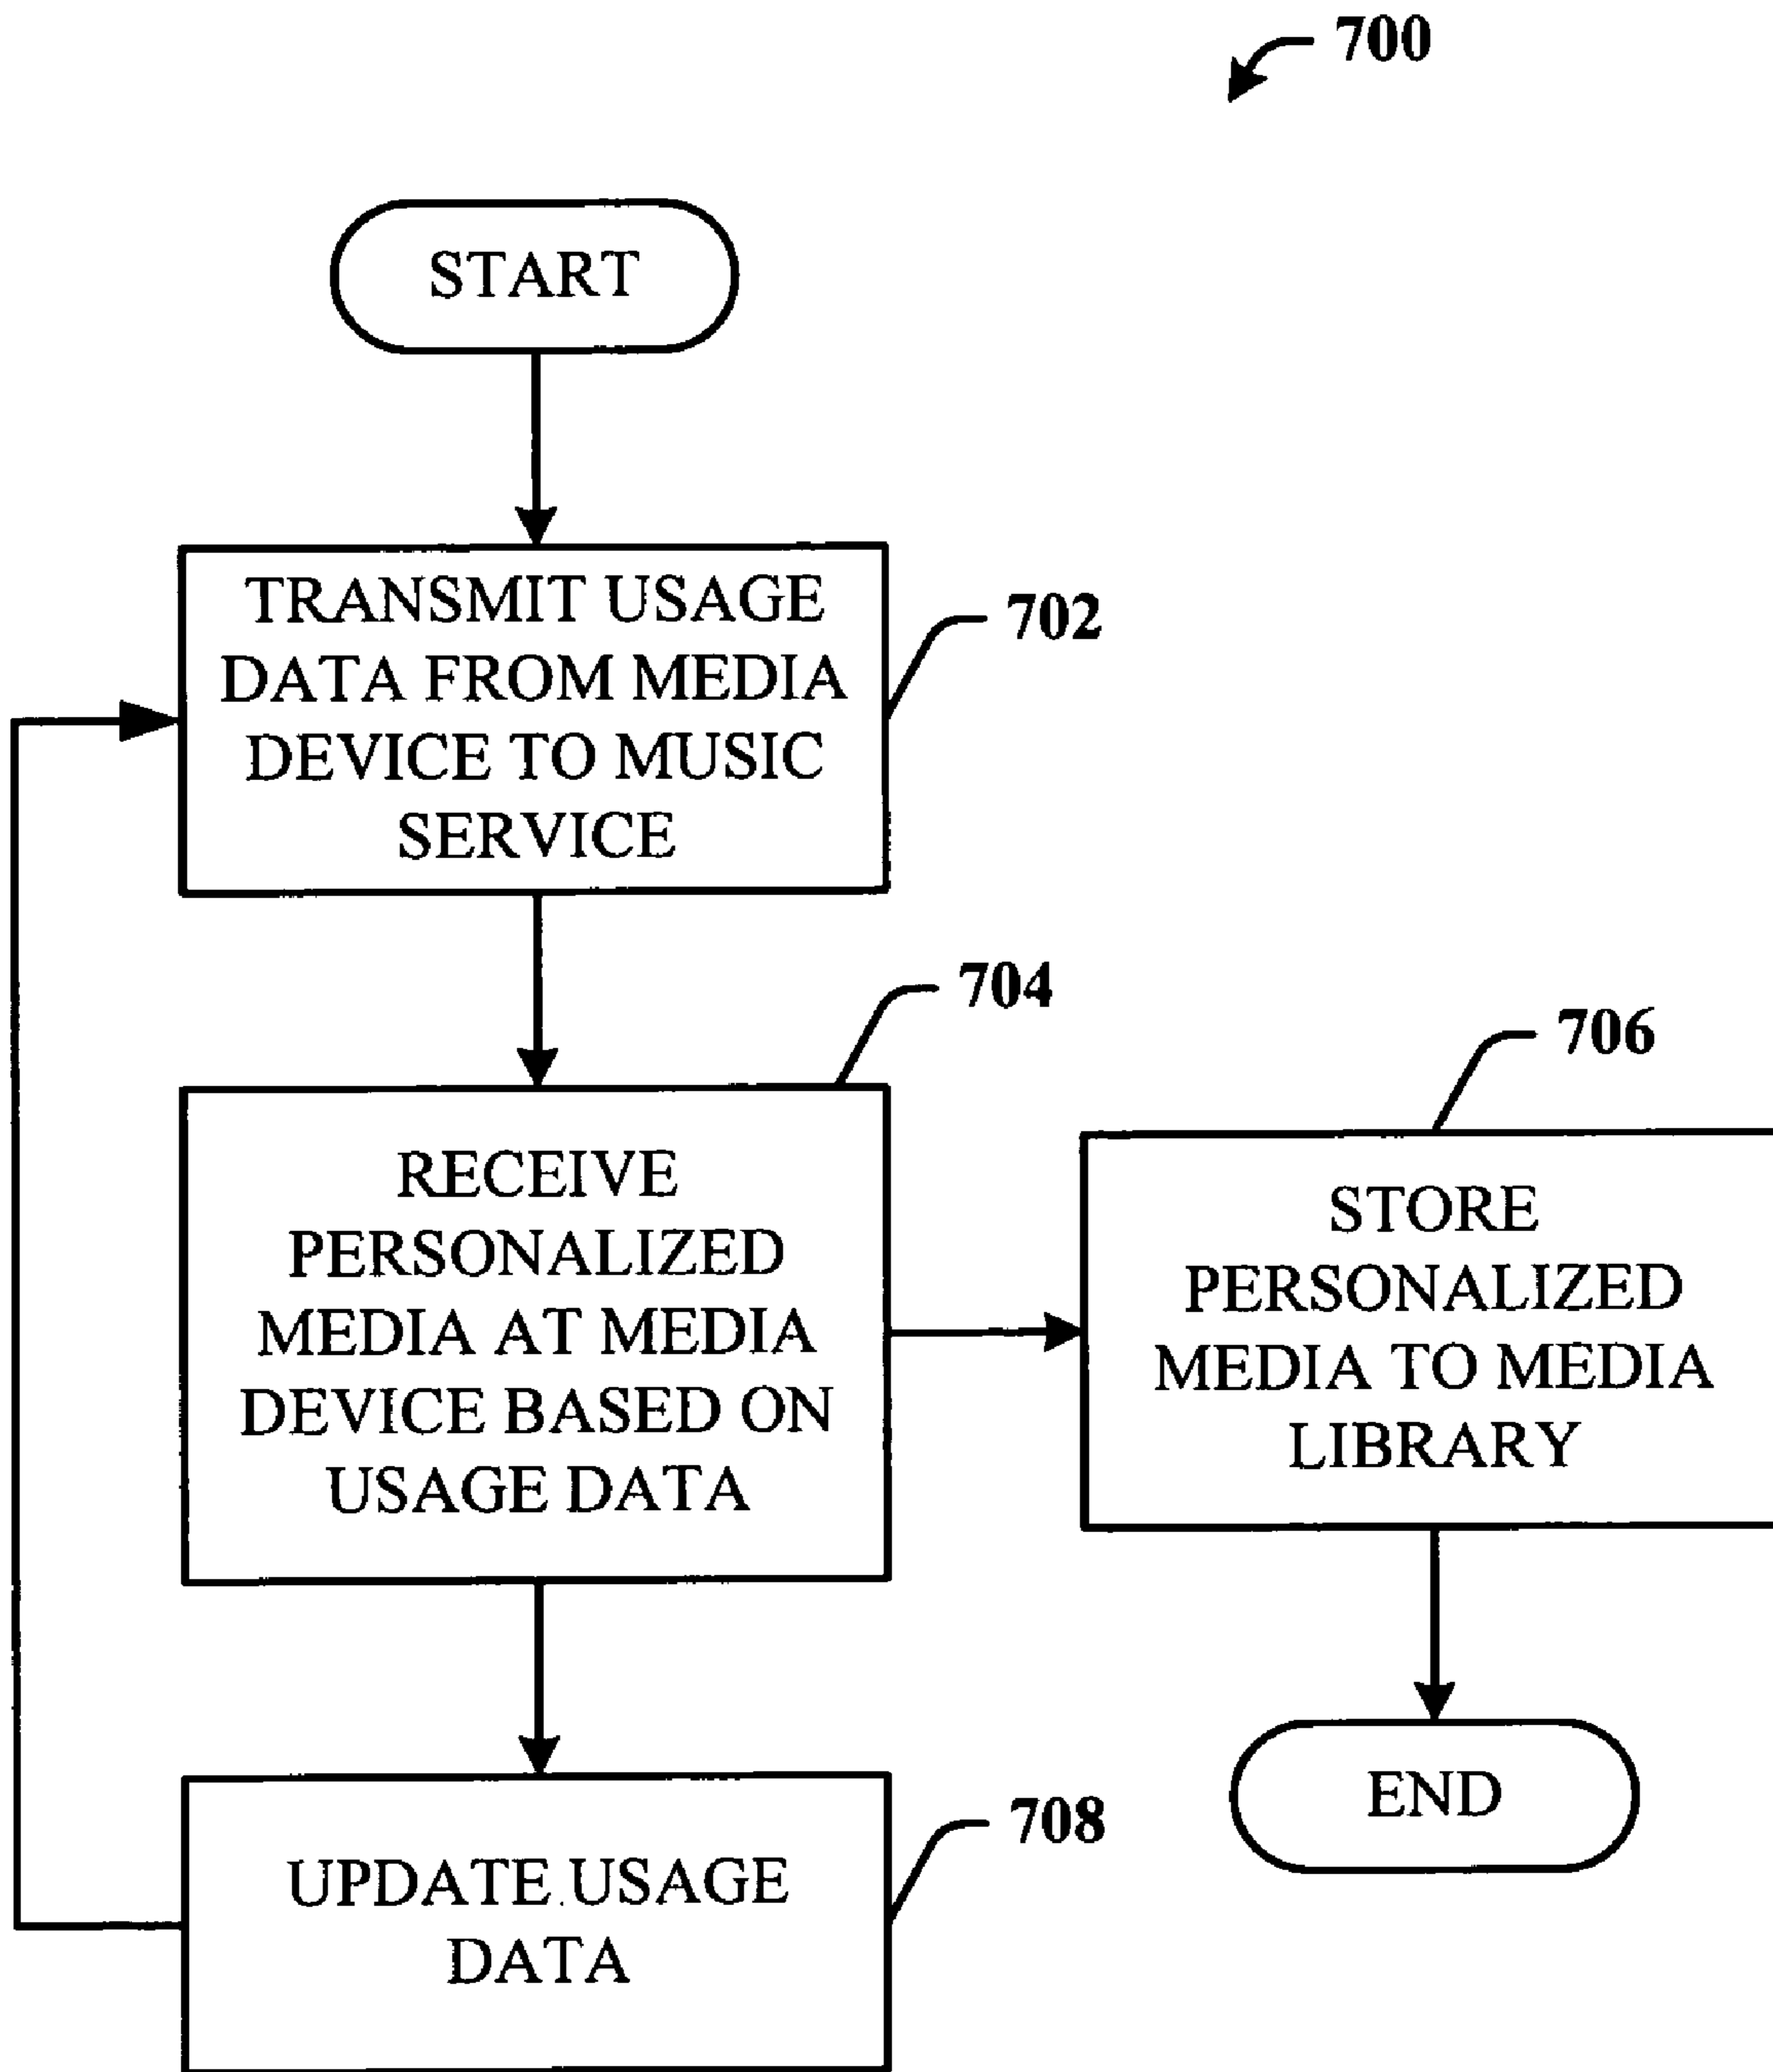 700
START
TRANSMIT USAGE
DATA FROM MEDIA
DEVICE TO MUSIC
SERVICE
702
704
RECEIVE
PERSONALIZED
MEDIA AT MEDIA
DEVICE BASED ON
USAGE DATA
706
STORE
PERSONALIZED
MEDIA TO MEDIA
LIBRARY
END
708
UPDATE USAGE
DATA